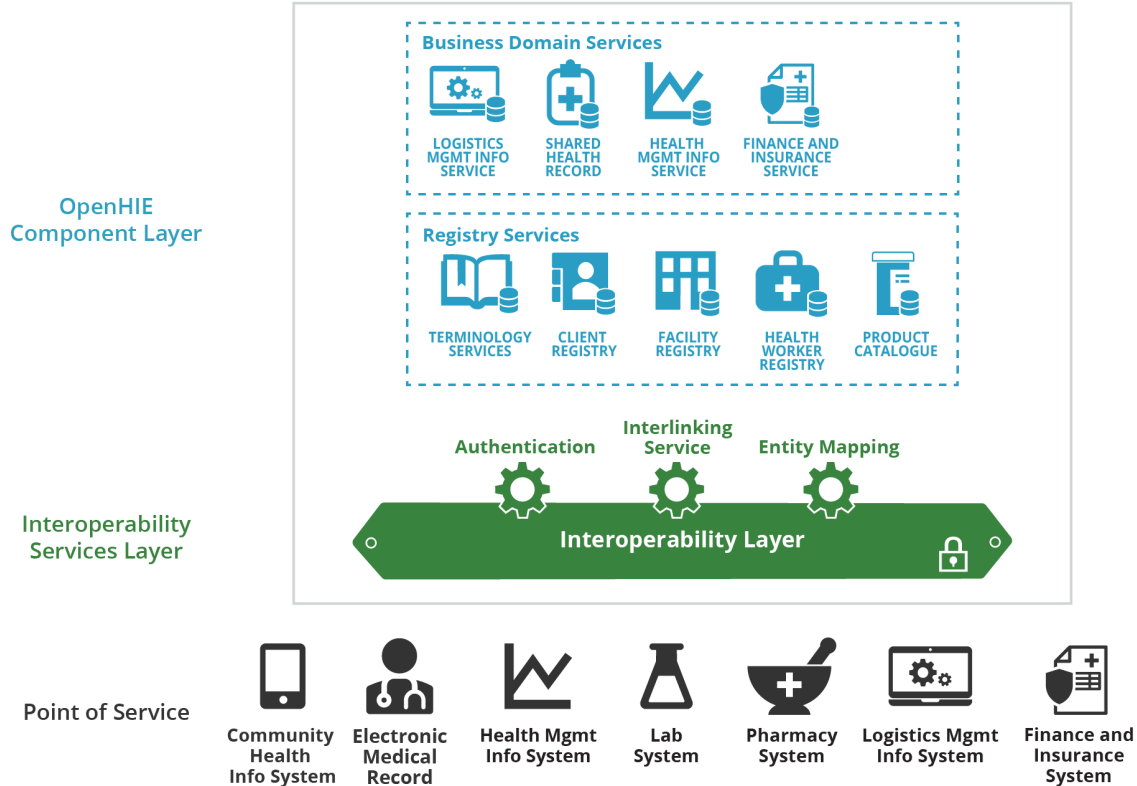 Business Domain Services
LOGISTICS
MGMT INFO
SERVICE
SHARED
HEALTH
RECORD
HEALTH
MGMT INFO
SERVICE
FINANCE AND
INSURANCE
SERVICE
OpenHIE
Component Layer
Registry Services
TERMINOLOGY
SERVICES
CLIENT
REGISTRY
FACILITY
REGISTRY
HEALTH
WORKER
REGISTRY
PRODUCT
CATALOGUE
Authentication
Interlinking
Service
Entity Mapping
Interoperability
Services Layer
Interoperability Layer
Point of Service
Community
Health
Info System
Electronic
Medical
Record
Health Mgmt
Info System
Lab
System
Pharmacy
System
Logistics Mgmt
Info System
Finance and
Insurance
System